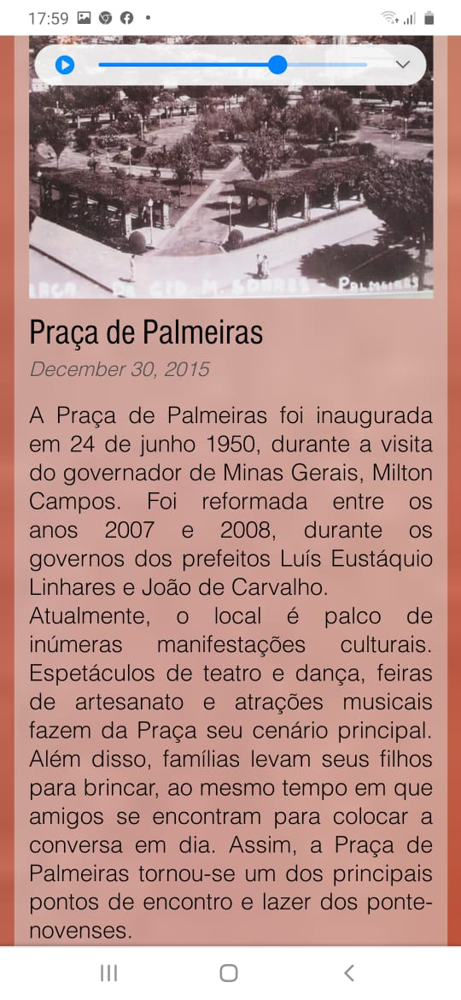 17:59
PRAÇA DR CID M. SOARES - PALMEIRAS
Praça de Palmeiras
December 30, 2015
A Praça de Palmeiras foi inaugurada
em 24 de junho 1950, durante a visita
do governador de Minas Gerais, Milton
Campos. Foi reformada entre os
anos 2007 e 2008, durante os
governos dos prefeitos Luís Eustáquio
Linhares e João de Carvalho.
Atualmente, o local é palco de
inúmeras manifestações culturais.
Espetáculos de teatro e dança, feiras
de artesanato e atrações musicais
fazem da Praça seu cenário principal.
Além disso, famílias levam seus filhos
para brincar, ao mesmo tempo em que
amigos se encontram para colocar a
conversa em dia. Assim, a Praça de
Palmeiras tornou-se um dos principais
pontos de encontro e lazer dos ponte-
novenses.